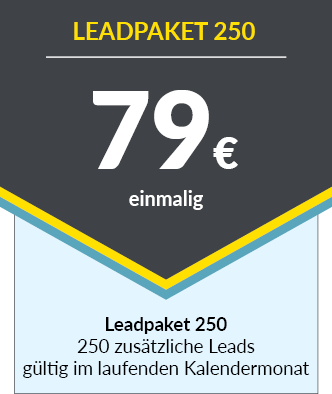 LEADPAKET 250
79€
einmalig
Leadpaket 250
250 zusätzliche Leads
gültig im laufenden Kalendermonat